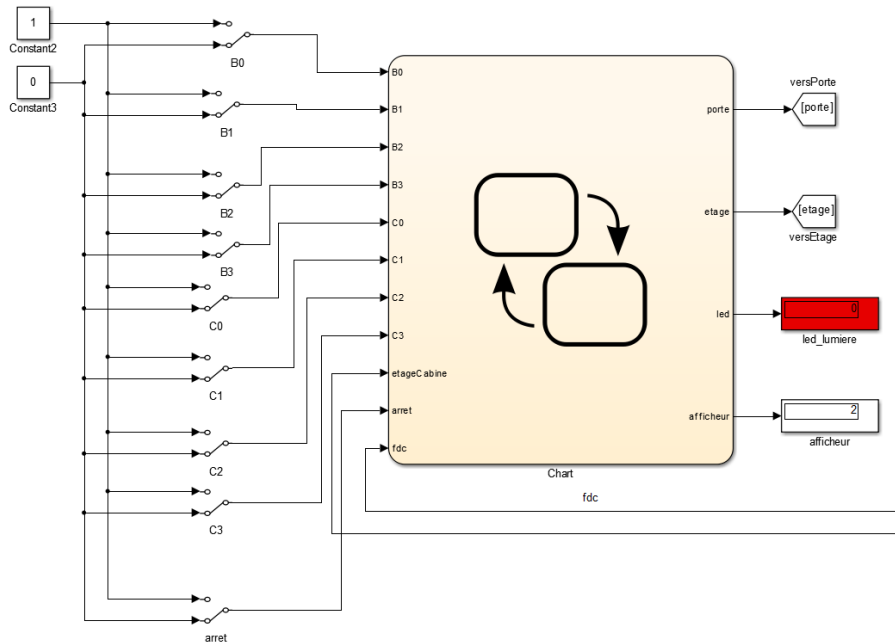 1
Constant2
0
Constant3
B0
B1
B2
B3
C0
C1
C2
C3
arret
B0
B1
B2
B3
C0
C1
C2
C3
etageCabine
arret
fdc
porte
etage
led
afficheur
Chart
fdc
versPorte
[porte]
[etage]
versEtage
0
led_lumiere
2
afficheur